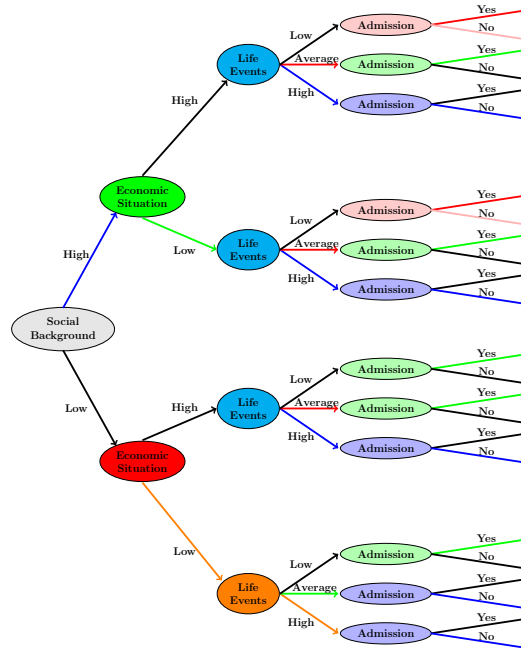 Yes
Low
Admission
No
Life
Events
Average
Yes
Admission
No
High
Yes
Admission
No
High
Economic
Situation
Yes
Low
Admission
No
Low
Life
Events
Average
Yes
Admission
No
High
Yes
Admission
No
High
Social
Background
Low
Yes
Low
Admission
No
High
Life
Events
Average
Yes
Admission
No
High
Yes
Admission
No
Economic
Situation
Yes
Low
Admission
No
Low
Life
Events
Average
Yes
Admission
No
High
Yes
Admission
No